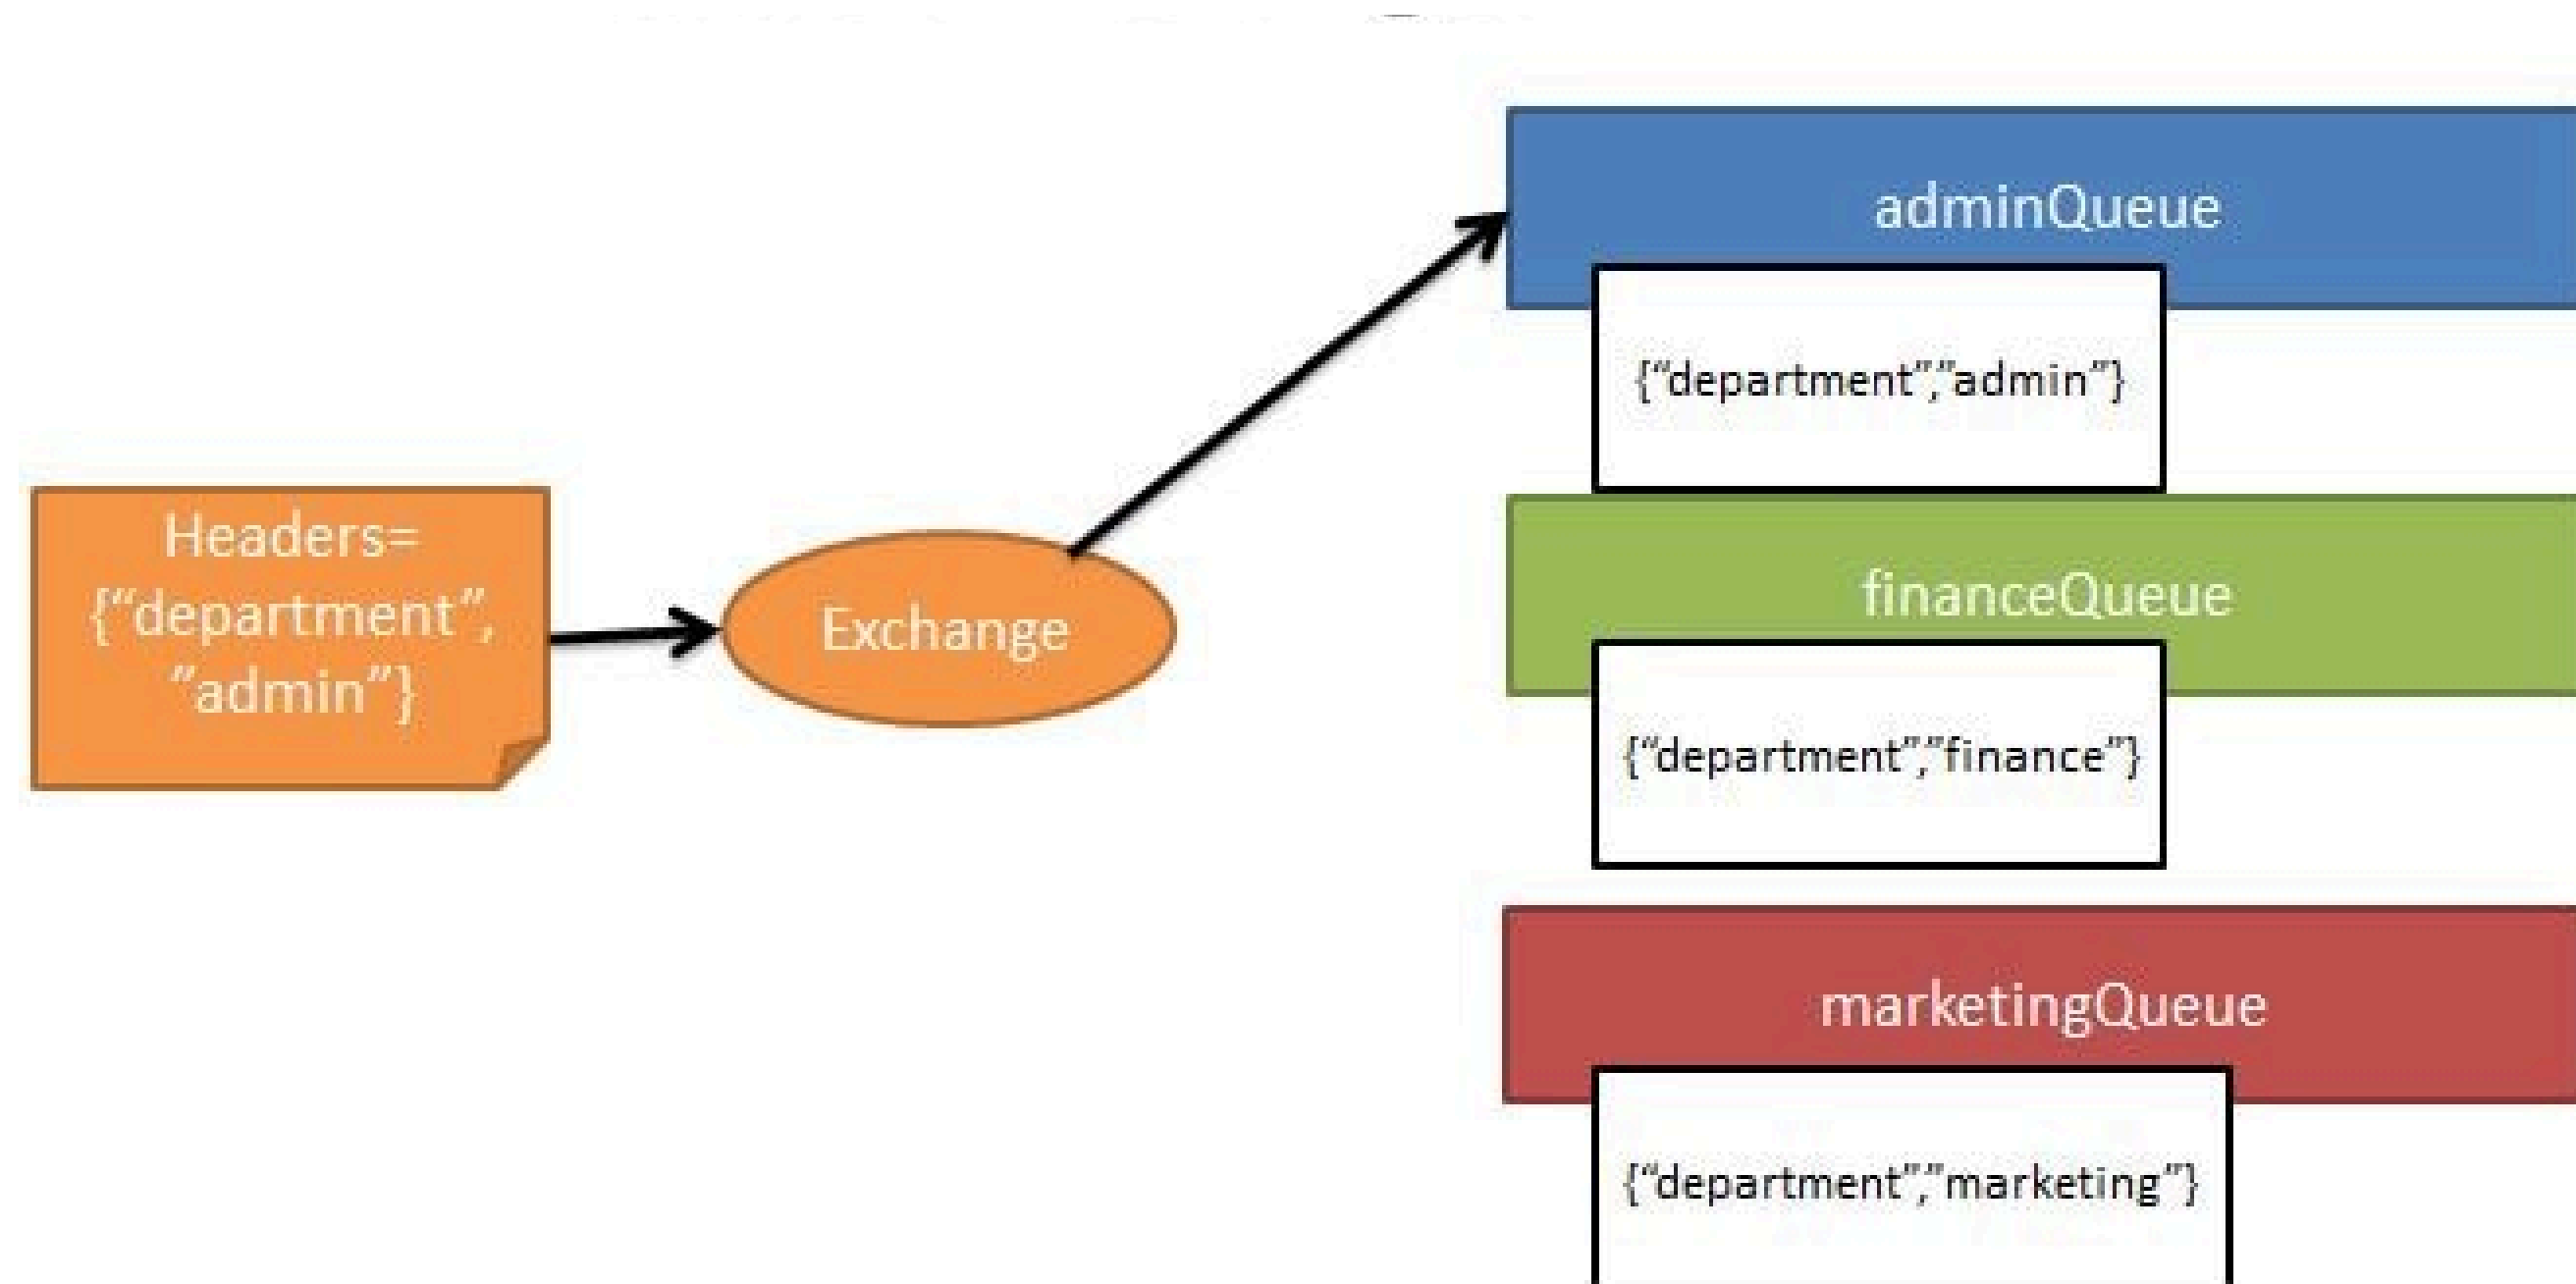 Headers=
{“department”,
”admin”}
Exchange
adminQueue
{“department”,”admin”}
financeQueue
{“department”,”finance”}
marketingQueue
{“department”,”marketing”}